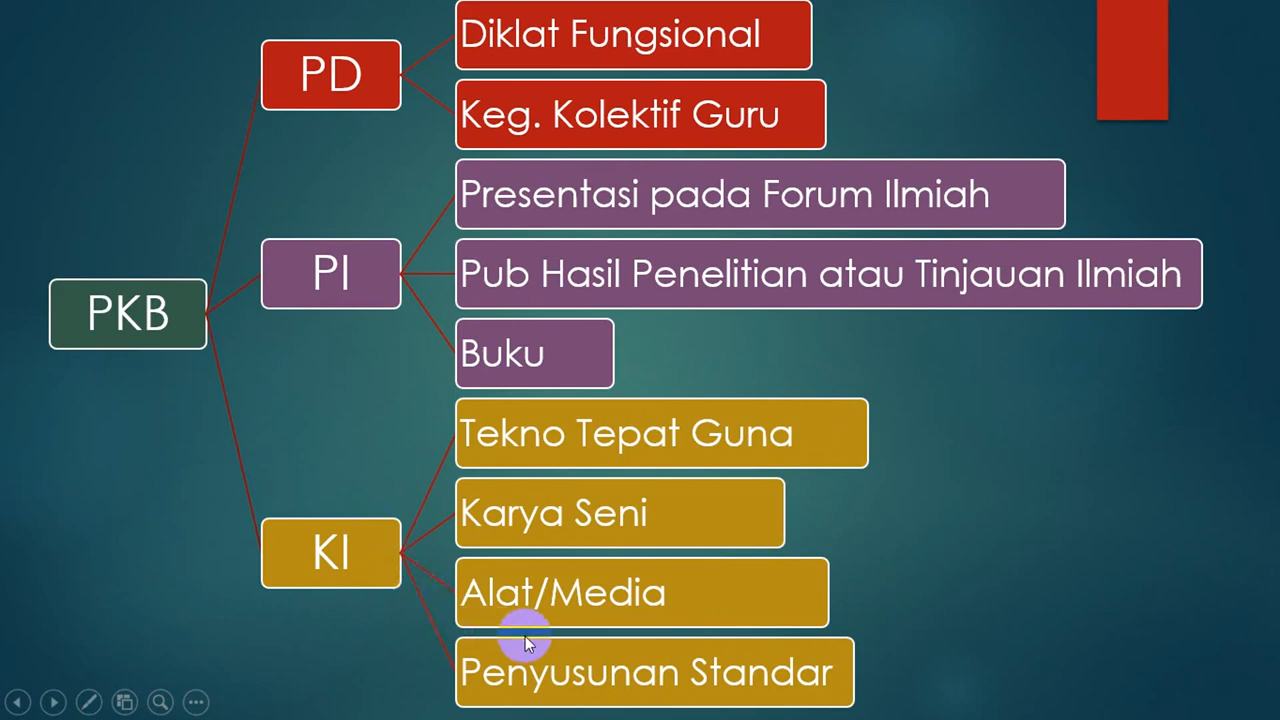 PKB
PD
Diklat Fungsional
Keg. Kolektif Guru
PI
Presentasi pada Forum Ilmiah
Pub Hasil Penelitian atau Tinjauan Ilmiah
Buku
KI
Tekno Tepat Guna
Karya Seni
Alat/Media
Penyusunan Standar